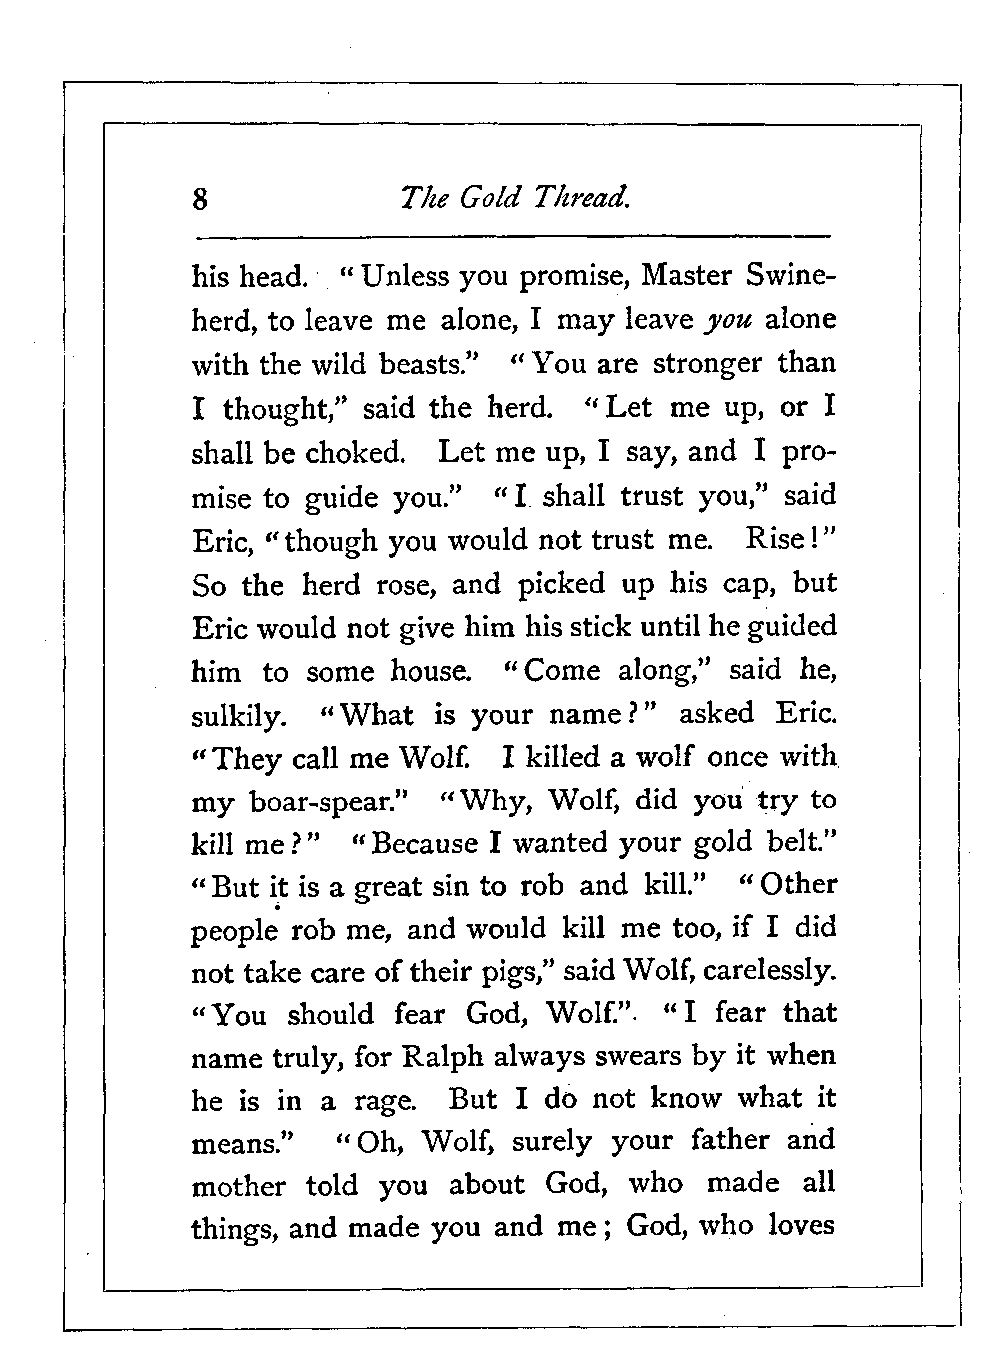 8 The Gold Thread.
his head. “Unless you promise, Master Swine-
herd, to leave me alone, I may leave you alone
with the wild beasts.” “You are stronger than
I thought,” said the herd. “Let me up, or I
shall be choked. Let me up, I say, and I pro-
mise to guide you.” “I shall trust you,” said
Eric, “though you would not trust me. Rise!”
So the herd rose, and picked up his cap, but
Eric would not give him his stick until he guided
him to some house. “Come along,” said he,
sulkily. “What is your name?” asked Eric.
“They call me Wolf. I killed a wolf once with
my boar-spear.” “Why, Wolf, did you try to
kill me?” “Because I wanted your gold belt.”
“But it is a great sin to rob and kill.” “Other
people rob me, and would kill me too, if I did
not take care of their pigs,” said Wolf, carelessly.
“You should fear God, Wolf.” “I fear that
name truly, for Ralph always swears by it when
he is in a rage. But I do not know what it
means.” “Oh, Wolf, surely your father and
mother told you about God, who made all
things, and made you and me; God, who loves